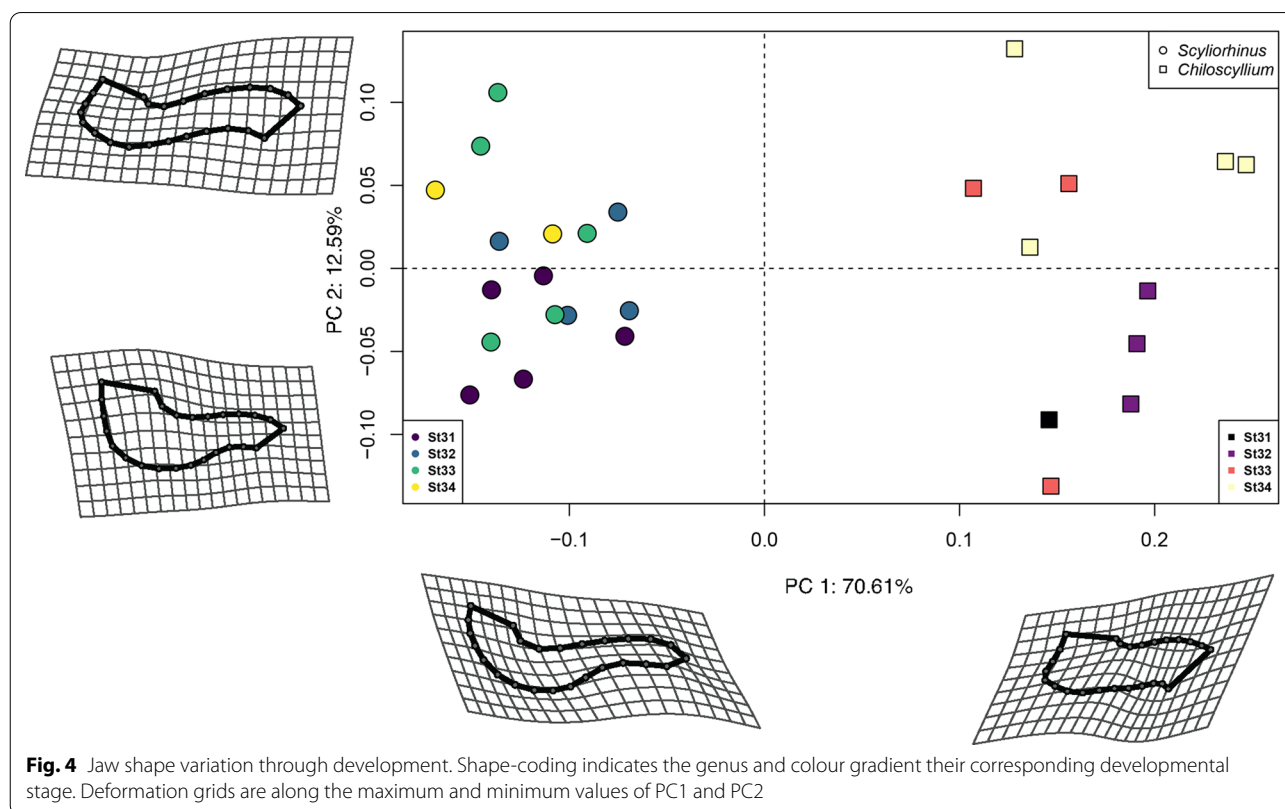 Scyliorhinus
Chiloscyllium
PC 2: 12.59%
0.10
0.05
0.00
−0.05
−0.10
St31
St32
St33
St34
St31
St32
St33
St34
−0.1
0.0
0.1
0.2
PC 1: 70.61%
Fig. 4 Jaw shape variation through development. Shape-coding indicates the genus and colour gradient their corresponding developmental
stage. Deformation grids are along the maximum and minimum values of PC1 and PC2